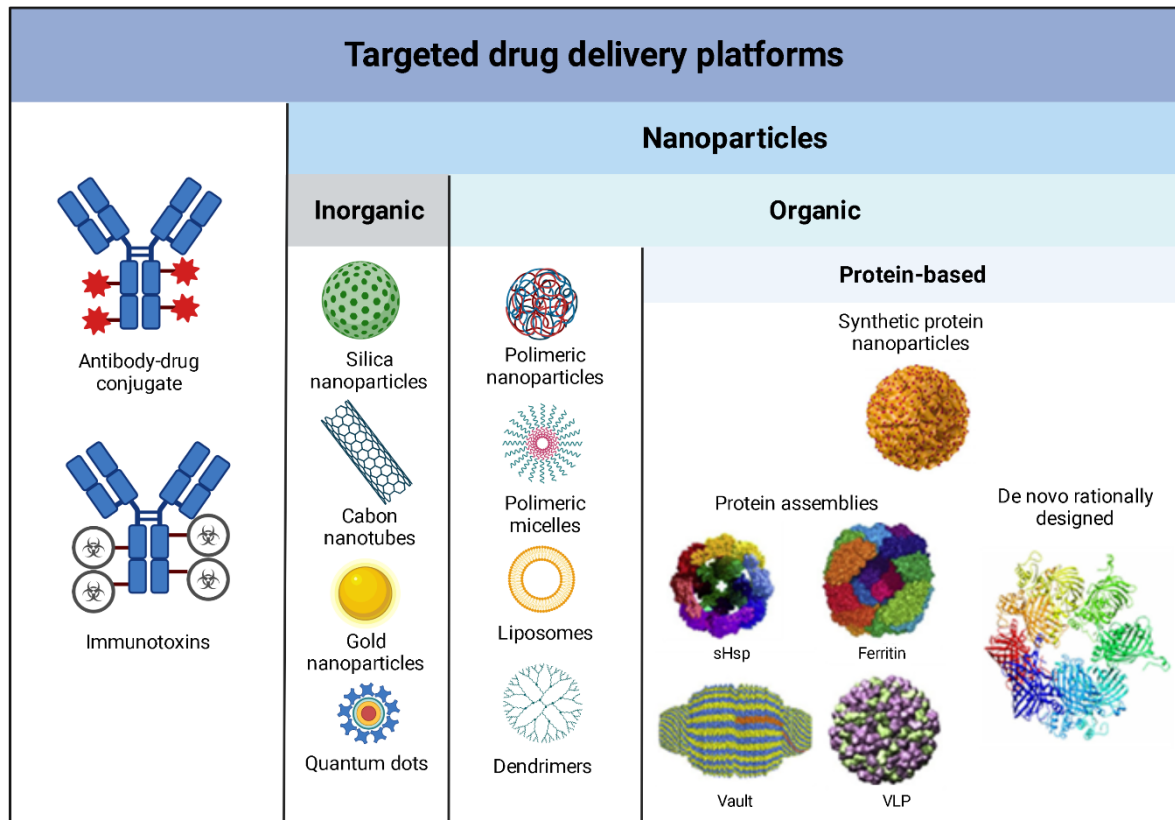 Targeted drug delivery platforms
Nanoparticles
Inorganic
Organic
Protein-based
Antibody-drug
conjugate
Immunotoxins
Silica
nanoparticles
Cabon
nanotubes
Gold
nanoparticles
Quantum dots
Polimeric
nanoparticles
Polimeric
micelles
Liposomes
Dendrimers
Synthetic protein
nanoparticles
Protein assemblies
sHsp
Ferritin
Vault
VLP
De novo rationally
designed